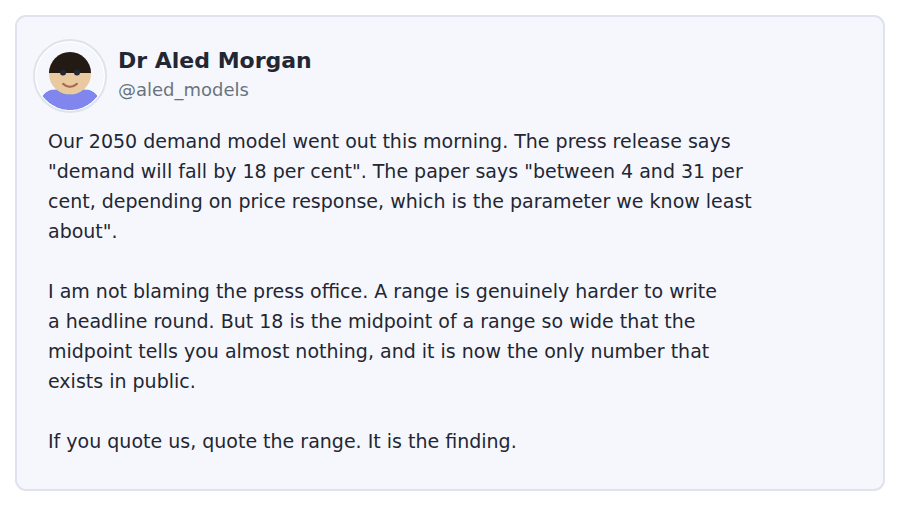 Dr Aled Morgan
@aled_models
Our 2050 demand model went out this morning. The press release says
"demand will fall by 18 per cent". The paper says "between 4 and 31 per
cent, depending on price response, which is the parameter we know least
about".
I am not blaming the press office. A range is genuinely harder to write
a headline round. But 18 is the midpoint of a range so wide that the
midpoint tells you almost nothing, and it is now the only number that
exists in public.
If you quote us, quote the range. It is the finding.